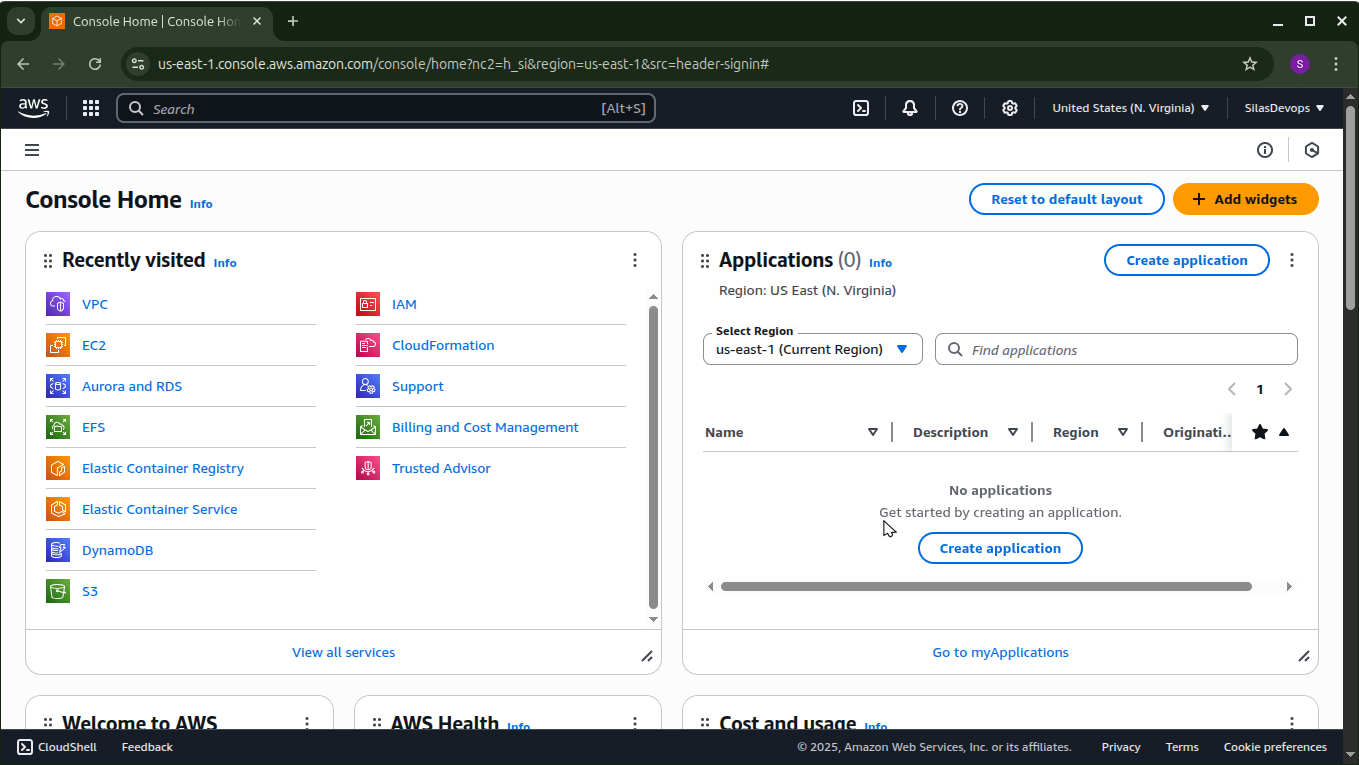 Console Home | Console Hon
us-east-1.console.aws.amazon.com/console/home?nc2=h_si&region=us-east-1&src=header-signin#
S
aws
Search
[Alt+S]
United States (N. Virginia)
SilasDevops
Console Home Info
Reset to default layout
Add widgets
Recently visited Info
VPC
EC2
Aurora and RDS
EFS
Elastic Container Registry
Elastic Container Service
DynamoDB
S3
IAM
CloudFormation
Support
Billing and Cost Management
Trusted Advisor
View all services
Applications (0) Info
Create application
Region: US East (N. Virginia)
Select Region
us-east-1 (Current Region)
Find applications
1
Name
Description
Region
Originati..
No applications
Get started by creating an application.
Create application
Go to myApplications
Welcome to AWS
AWS Health Info
Cost and usage Info
CloudShell
Feedback
© 2025, Amazon Web Services, Inc. or its affiliates.
Privacy
Terms
Cookie preferences